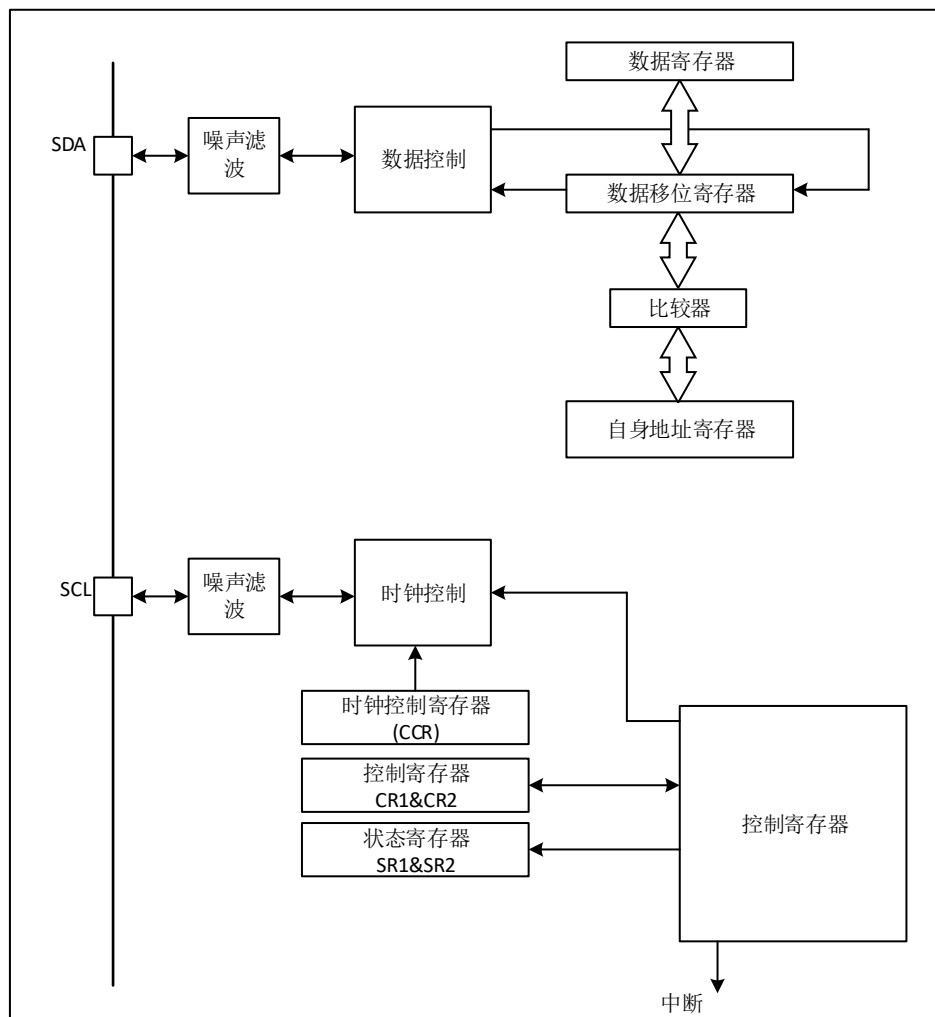 数据寄存器
SDA
噪声滤
波
数据控制
数据移位寄存器
比较器
自身地址寄存器
SCL
噪声滤
波
时钟控制
时钟控制寄存器
(CCR)
控制寄存器
CR1&CR2
状态寄存器
SR1&SR2
控制寄存器
中断